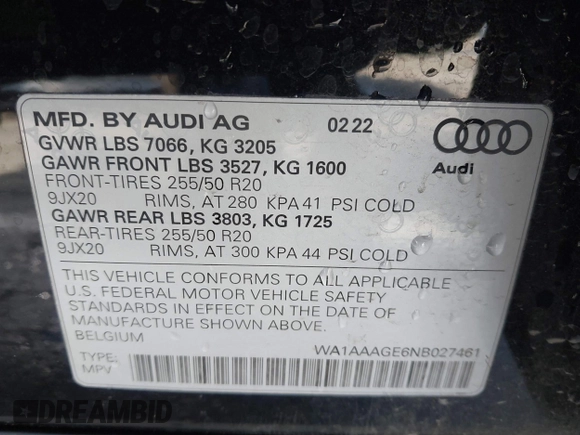 MFD. BY AUDI AG 02 22
GVWR LBS 7066, KG 3205
GAWR FRONT LBS 3527, KG 1600
FRONT-TIRES 255/50 R20
9JX20 RIMS, AT 280 KPA 41 PSI COLD
GAWR REAR LBS 3803, KG 1725
REAR-TIRES 255/50 R20
9JX20 RIMS, AT 300 KPA 44 PSI COLD
Audi
THIS VEHICLE CONFORMS TO ALL APPLICABLE
U.S. FEDERAL MOTOR VEHICLE SAFETY
STANDARDS IN EFFECT ON THE DATE OF
MANUFACTURE SHOWN ABOVE.
BELGIUM
WA1AAAGE6NB027461
TYPE:
MPV
DREAMBID